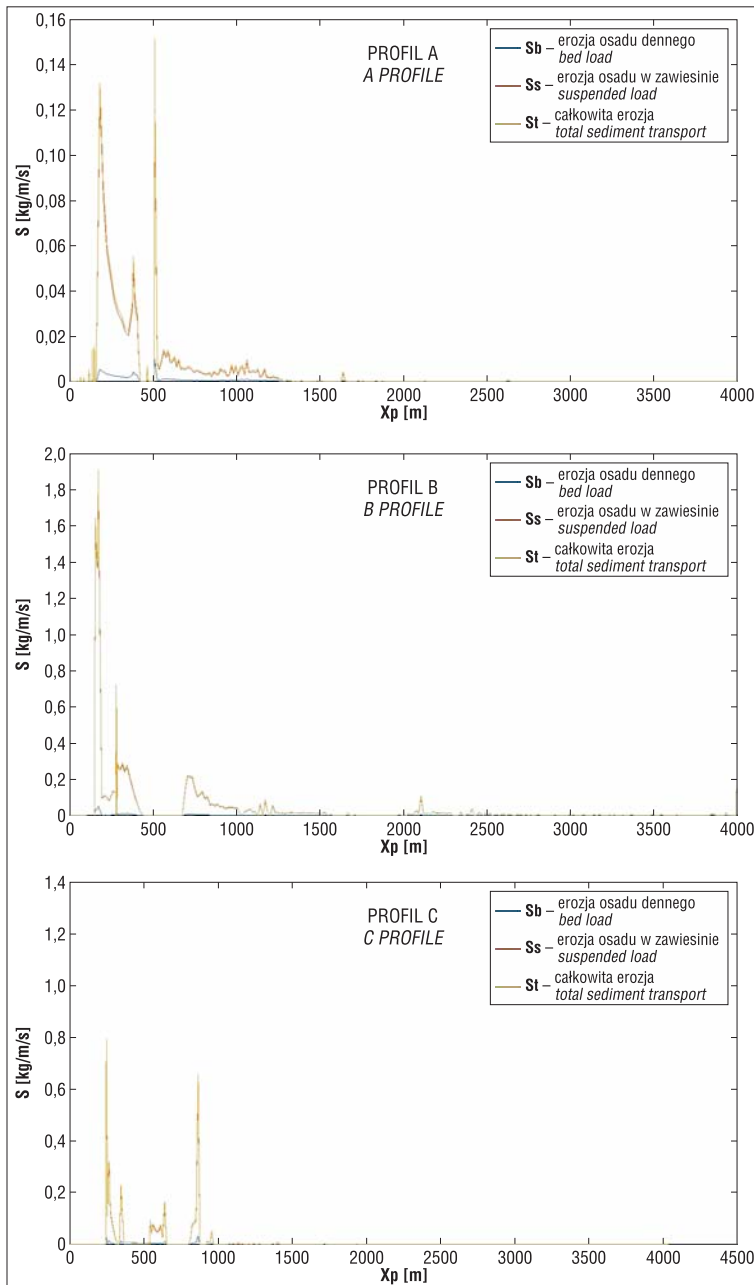 PROFIL A
A PROFILE
Sb – erozja osadu dennego
bed load
Ss – erozja osadu w zawiesinie
suspended load
St – całkowita erozja
total sediment transport
S [kg/m/s]
0,16
0,14
0,12
0,10
0,08
0,06
0,04
0,02
0
0 500 1000 1500 2000 2500 3000 3500 4000
Xp [m]
PROFIL B
B PROFILE
Sb – erozja osadu dennego
bed load
Ss – erozja osadu w zawiesinie
suspended load
St – całkowita erozja
total sediment transport
S [kg/m/s]
2,0
1,8
1,6
1,4
1,2
1,0
0,8
0,6
0,4
0,2
0
0 500 1000 1500 2000 2500 3000 3500 4000
Xp [m]
PROFIL C
C PROFILE
Sb – erozja osadu dennego
bed load
Ss – erozja osadu w zawiesinie
suspended load
St – całkowita erozja
total sediment transport
S [kg/m/s]
1,4
1,2
1,0
0,8
0,6
0,4
0,2
0
0 500 1000 1500 2000 2500 3000 3500 4000 4500
Xp [m]